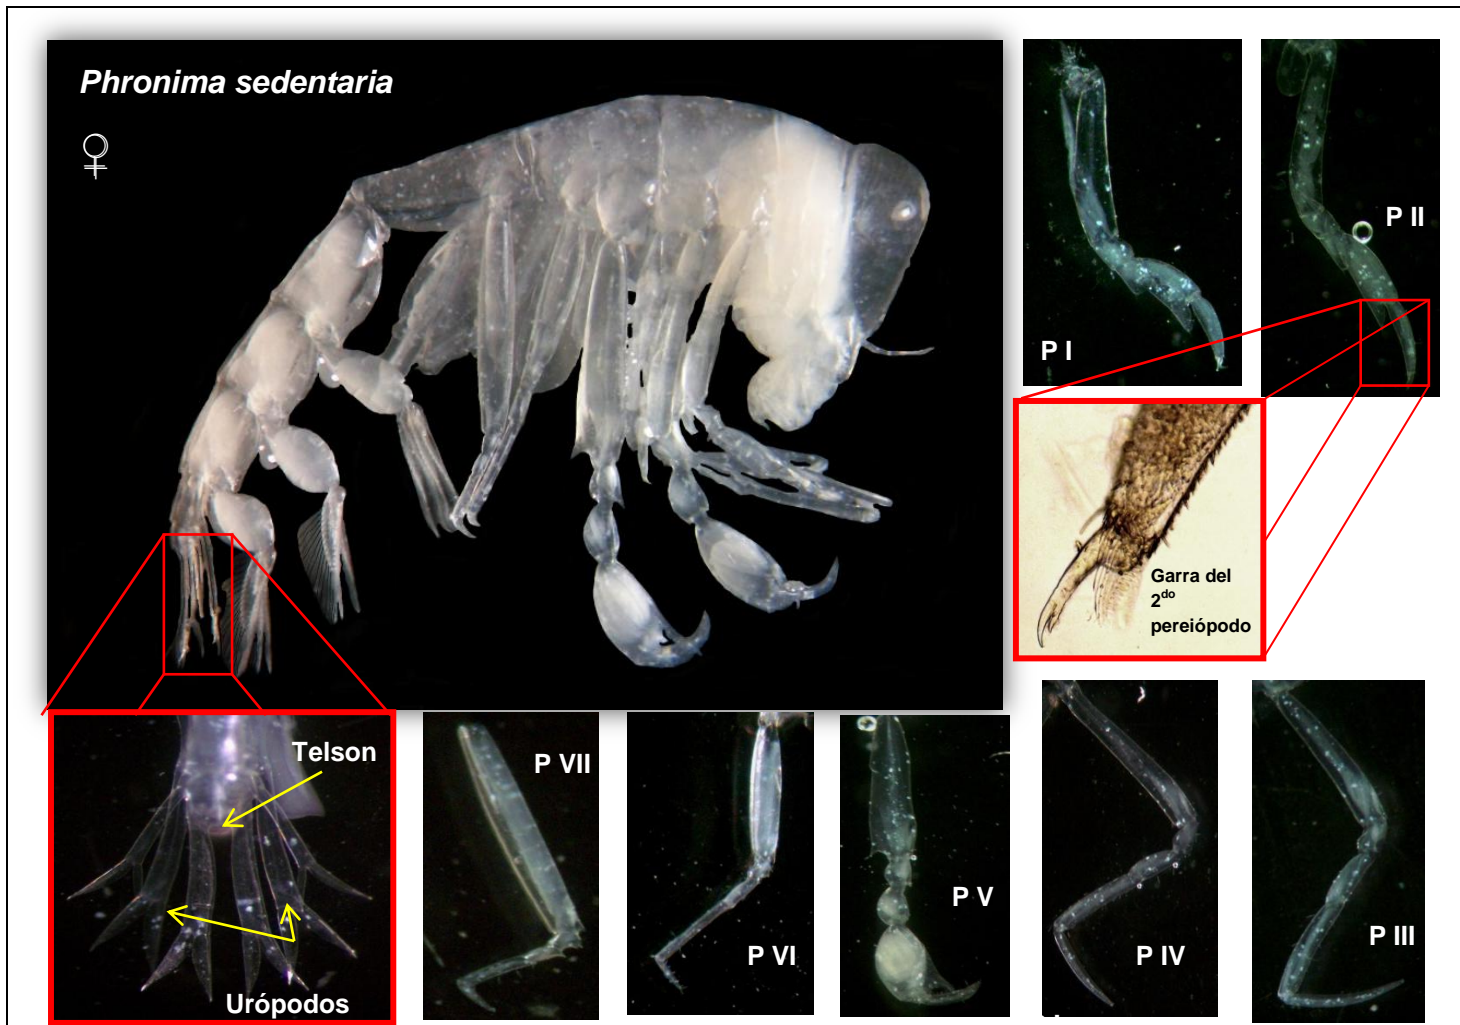 Phronima sedentaria
♀
P I
P II
Garra del
2do
pereiópodo
Telson
Urópodos
P VII
P VI
P V
P IV
P III